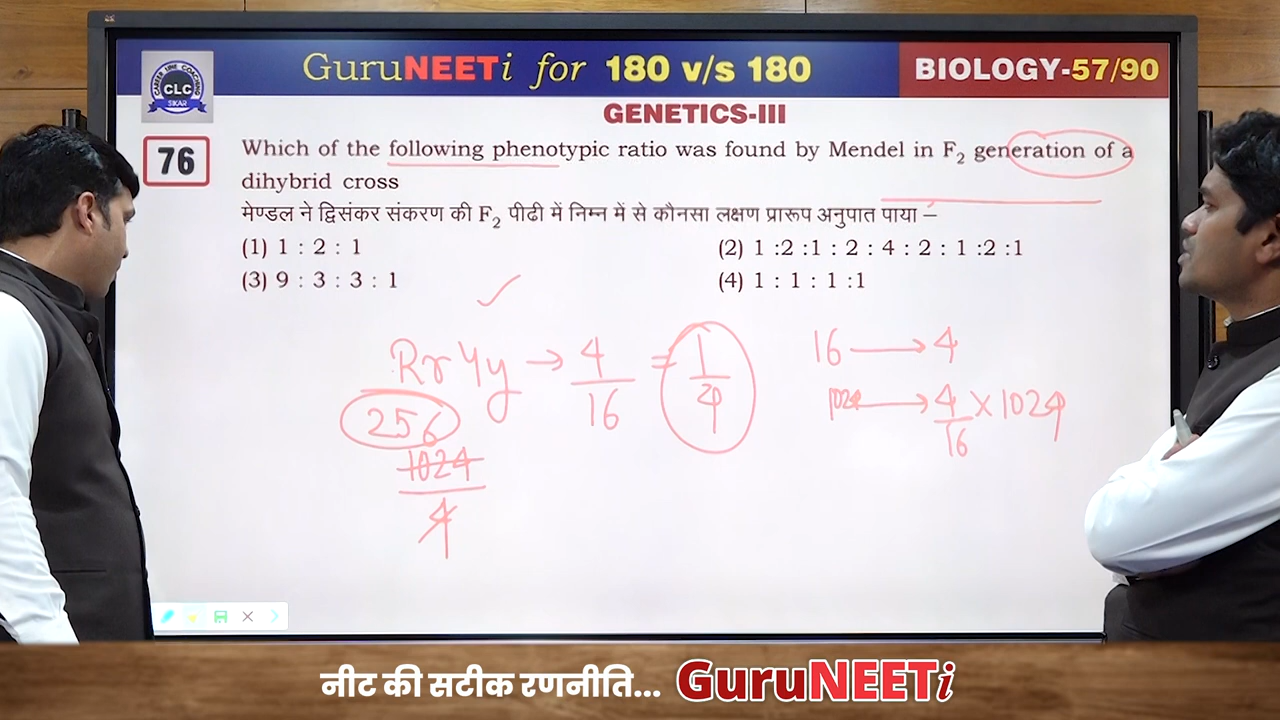 GuruNEETi for 180 v/s 180
BIOLOGY-57/90
CAREER LINE COACHING
CLC
SIKAR
GENETICS-III
76
Which of the following phenotypic ratio was found by Mendel in F₂ generation of a
dihybrid cross
मेण्डल ने द्विसंकर संकरण की F₂ पीढी में निम्न में से कौनसा लक्षण प्रारूप अनुपात पाया –
(1) 1 : 2 : 1
(2) 1 :2 :1 : 2 : 4 : 2 : 1 :2 :1
(3) 9 : 3 : 3 : 1
(4) 1 : 1 : 1 :1
RrYy → 4/16 = 1/4
16 → 4
1024 → 4/16 × 1024
256
1024/4
नीट की सटीक रणनीति... GuruNEETi